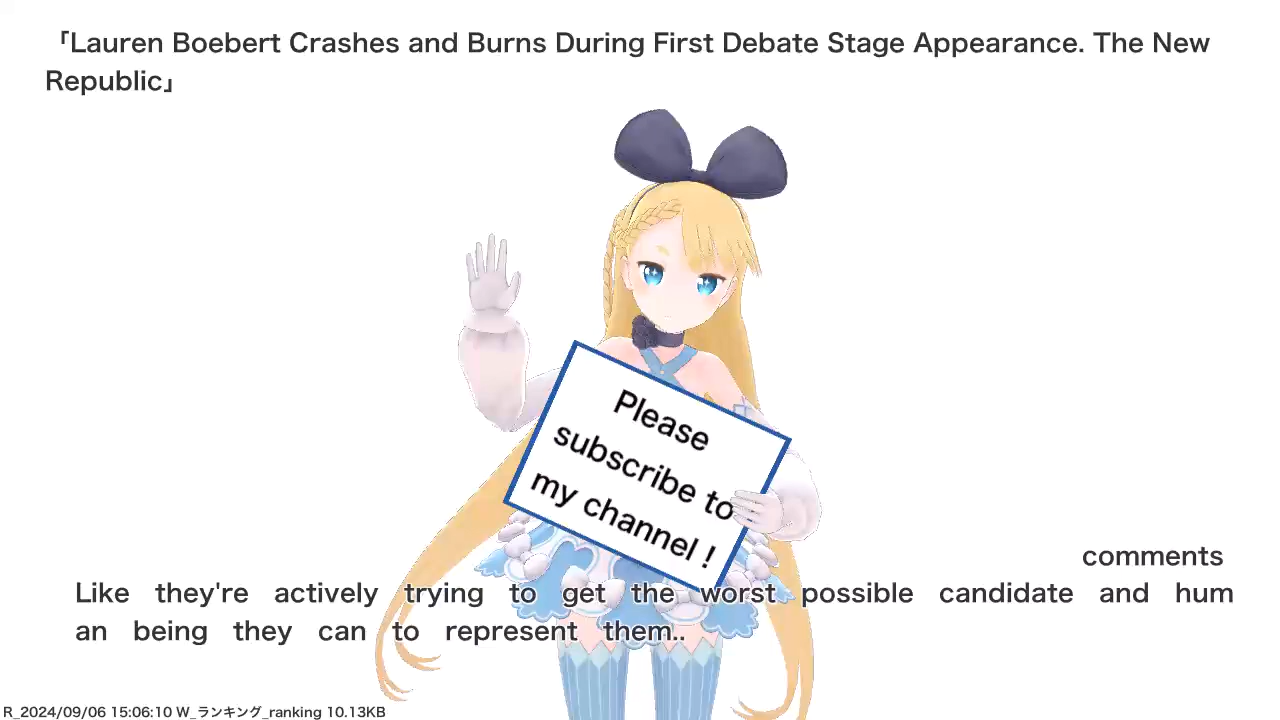 「Lauren Boebert Crashes and Burns During First Debate Stage Appearance. The New
Republic」
Please
subscribe to
my channel !
comments
Like they're actively trying to get the worst possible candidate and hum
an being they can to represent them..
R_2024/09/06 15:06:10 W_ランキング_ranking 10.13KB